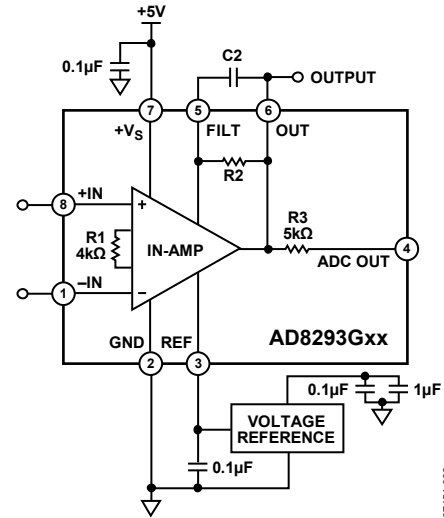 +5V
0.1µF
C2
OUTPUT
7
5
6
+VS
FILT
OUT
R2
8
+IN
+
R1
4kΩ
IN-AMP
R3
5kΩ
4
ADC OUT
1
–IN
–
GND
REF
AD8293Gxx
2
3
0.1µF
1µF
VOLTAGE
REFERENCE
0.1µF